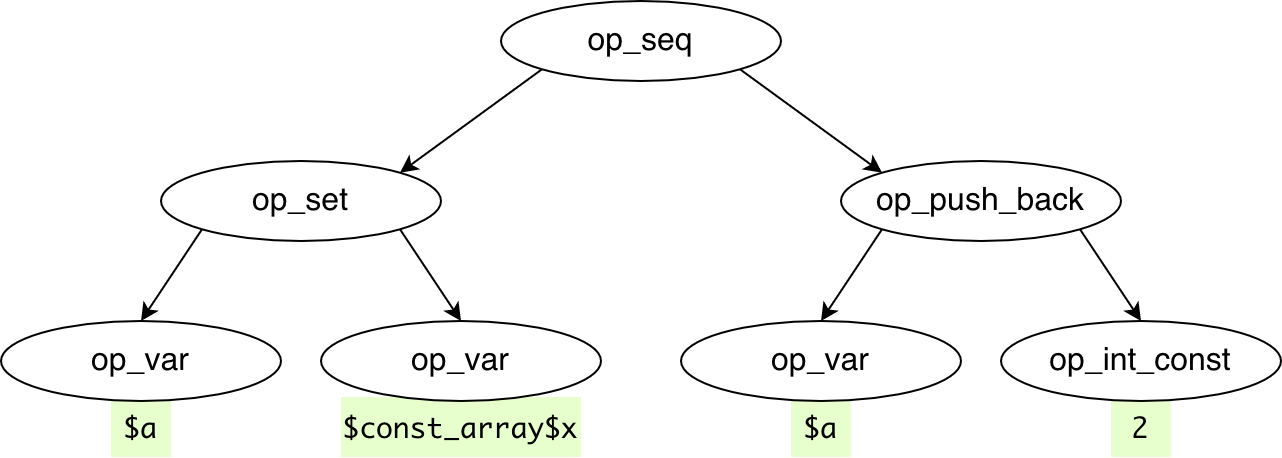 op_seq
op_set
op_push_back
op_var
op_var
op_var
op_int_const
$a
$const_array$x
$a
2